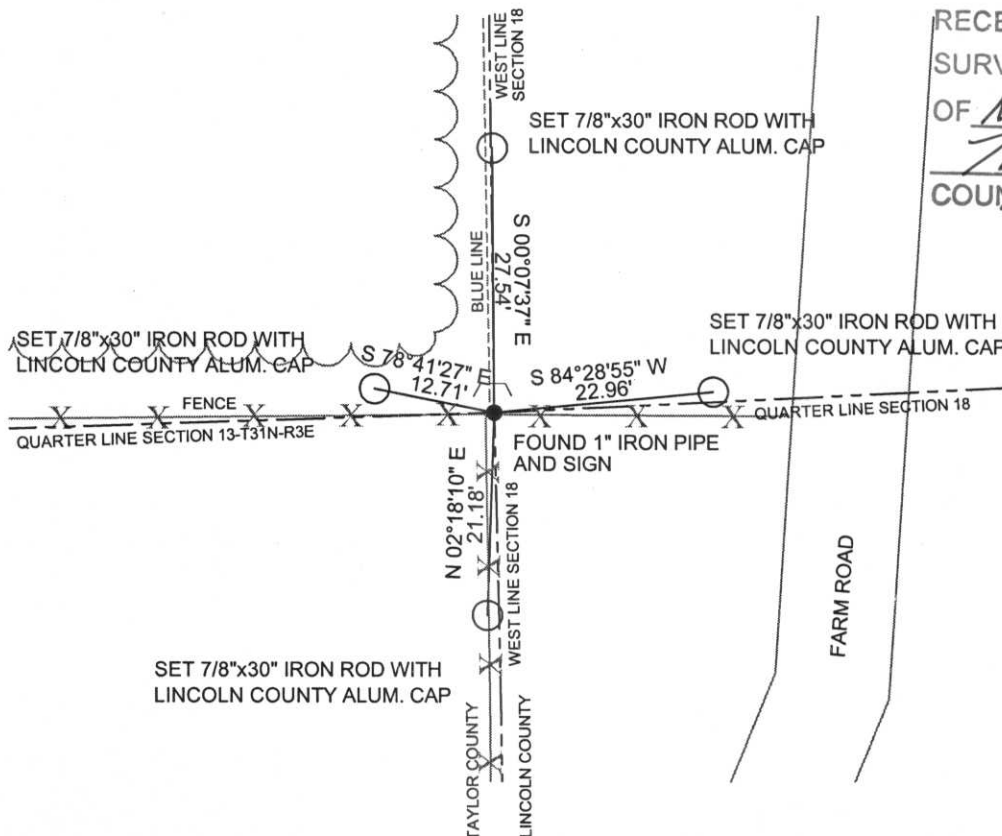 RECE
SURV
OF
COUN
WEST LINE
SECTION 18
SET 7/8"x30" IRON ROD WITH
LINCOLN COUNTY ALUM. CAP
BLUE LINE
S 00°07'37" E
27.54'
SET 7/8"x30" IRON ROD WITH
LINCOLN COUNTY ALUM. CAP
SET 7/8"x30" IRON ROD WITH
LINCOLN COUNTY ALUM. CAP
S 78°41'27" E
12.71'
S 84°28'55" W
22.96'
X X X X X X X X
FENCE
QUARTER LINE SECTION 18
QUARTER LINE SECTION 13-T31N-R3E
FOUND 1" IRON PIPE
AND SIGN
N 02°18'10" E
21.18'
X
X
X
X
WEST LINE SECTION 18
FARM ROAD
SET 7/8"x30" IRON ROD WITH
LINCOLN COUNTY ALUM. CAP
TAYLOR COUNTY
LINCOLN COUNTY